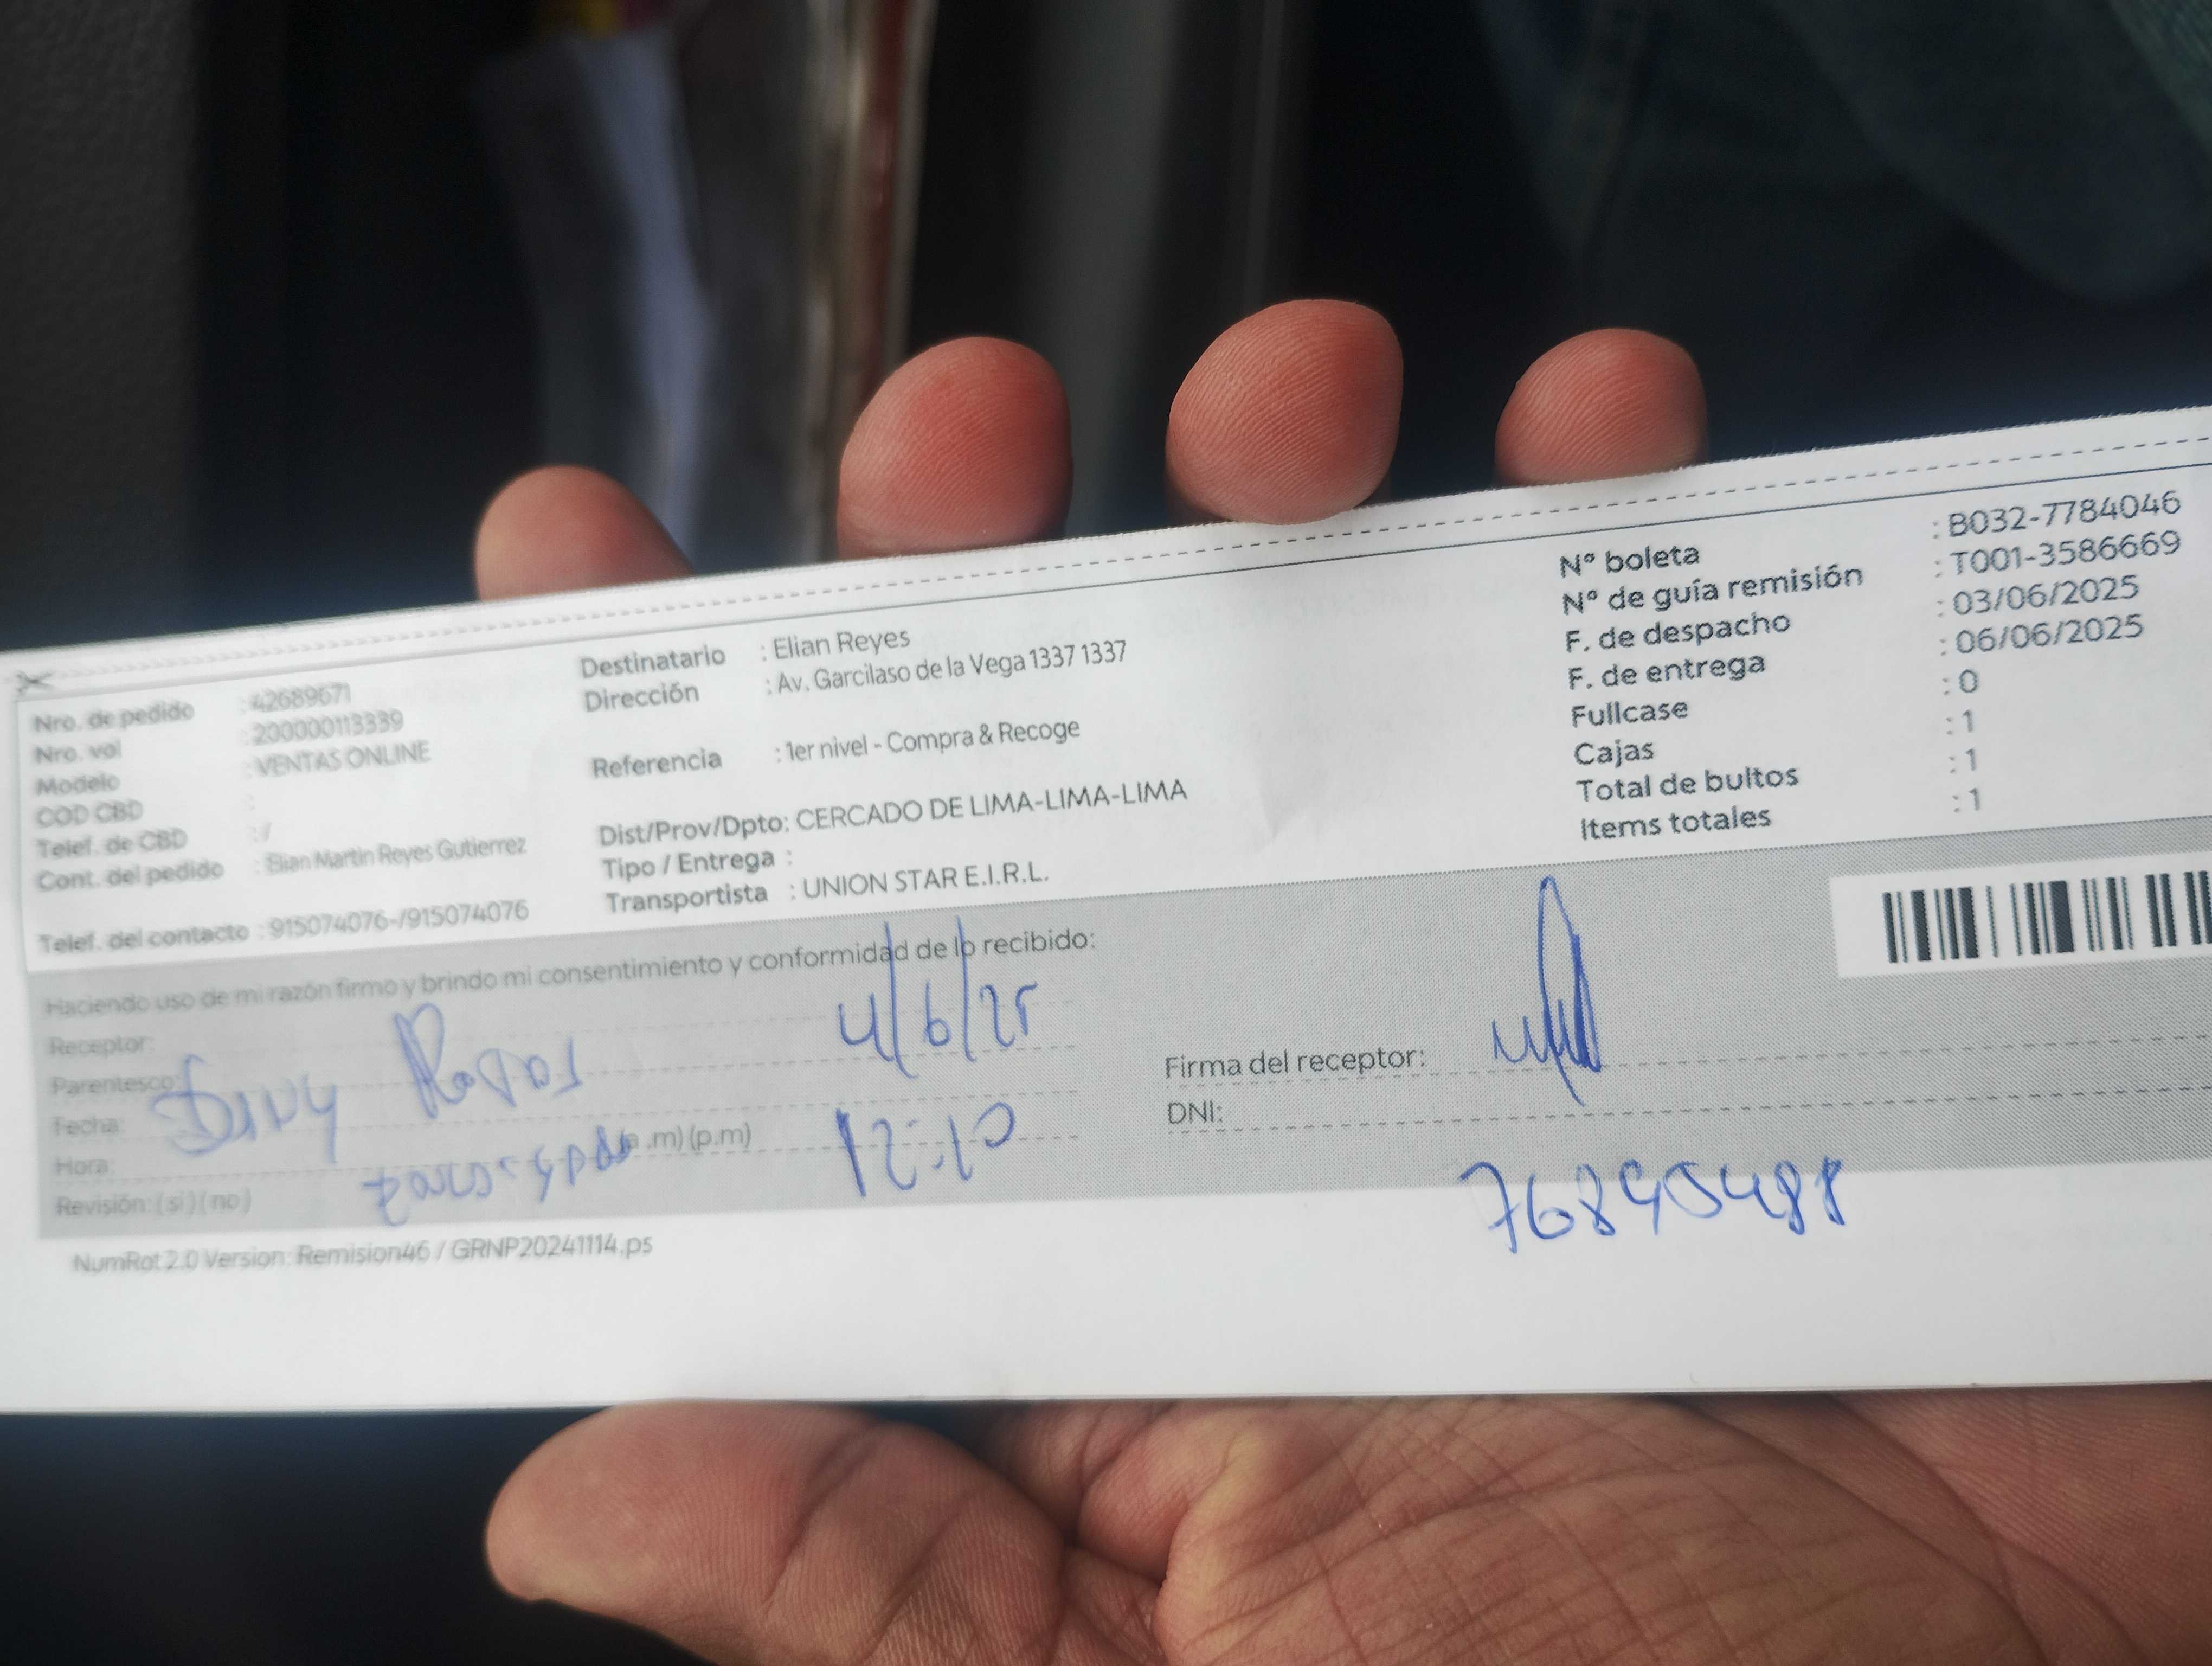 Nro. de pedido : 42689671
Nro. vol : 200000113339
Modelo : VENTAS ONLINE
COD CBD :
Telef. de CBD : /
Cont. del pedido : Elian Martin Reyes Gutierrez
Telef. del contacto : 915074076-/915074076
Destinatario : Elian Reyes
Dirección : Av. Garcilaso de la Vega 1337 1337
Referencia : 1er nivel - Compra & Recoge
Dist/Prov/Dpto: CERCADO DE LIMA-LIMA-LIMA
Tipo / Entrega :
Transportista : UNION STAR E.I.R.L.
Nº boleta : B032-7784046
Nº de guía remisión : T001-3586669
F. de despacho : 03/06/2025
F. de entrega : 06/06/2025
Fullcase : 0
Cajas : 1
Total de bultos : 1
Items totales : 1
Haciendo uso de mi razón firmo y brindo mi consentimiento y conformidad de lo recibido:
Receptor:
Parentesco:
Fecha: 4/6/25
Hora: (a .m) (p.m)
Revisión: (si) (no)
Firma del receptor:
DNI:
76895488
NumRot 2.0 Version: Remision46 / GRNP20241114.ps